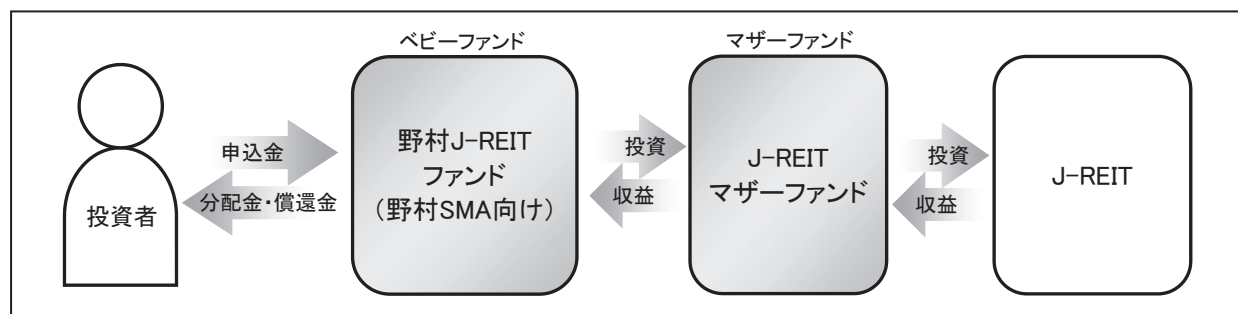 ベビーファンド
マザーファンド
投資者
申込金
分配金・償還金
野村J-REIT
ファンド
(野村SMA向け)
投資
収益
J-REIT
マザーファンド
投資
収益
J-REIT